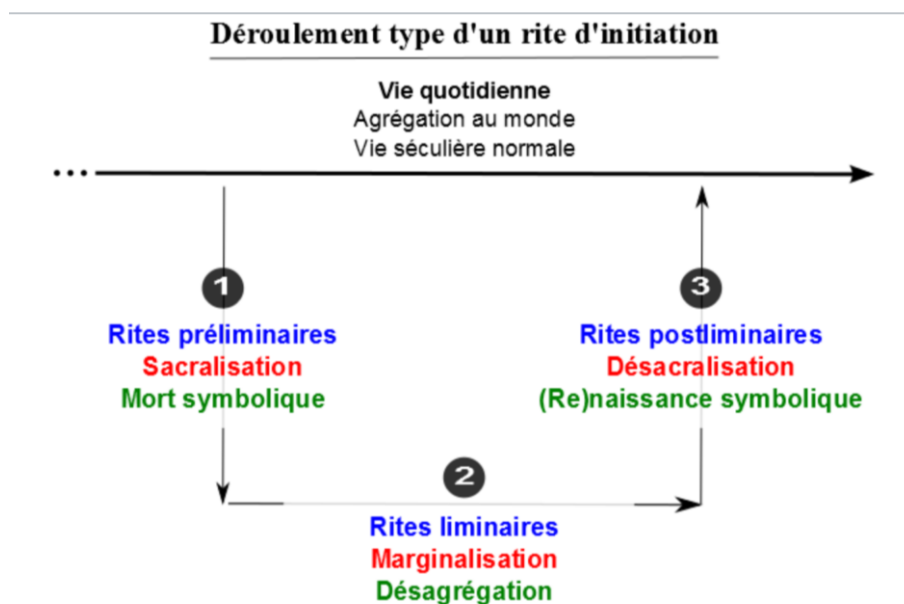 Déroulement type d'un rite d'initiation
Vie quotidienne
Agrégation au monde
Vie séculière normale
...
1
Rites préliminaires
Sacralisation
Mort symbolique
3
Rites postliminaires
Désacralisation
(Re)naissance symbolique
2
Rites liminaires
Marginalisation
Désagrégation